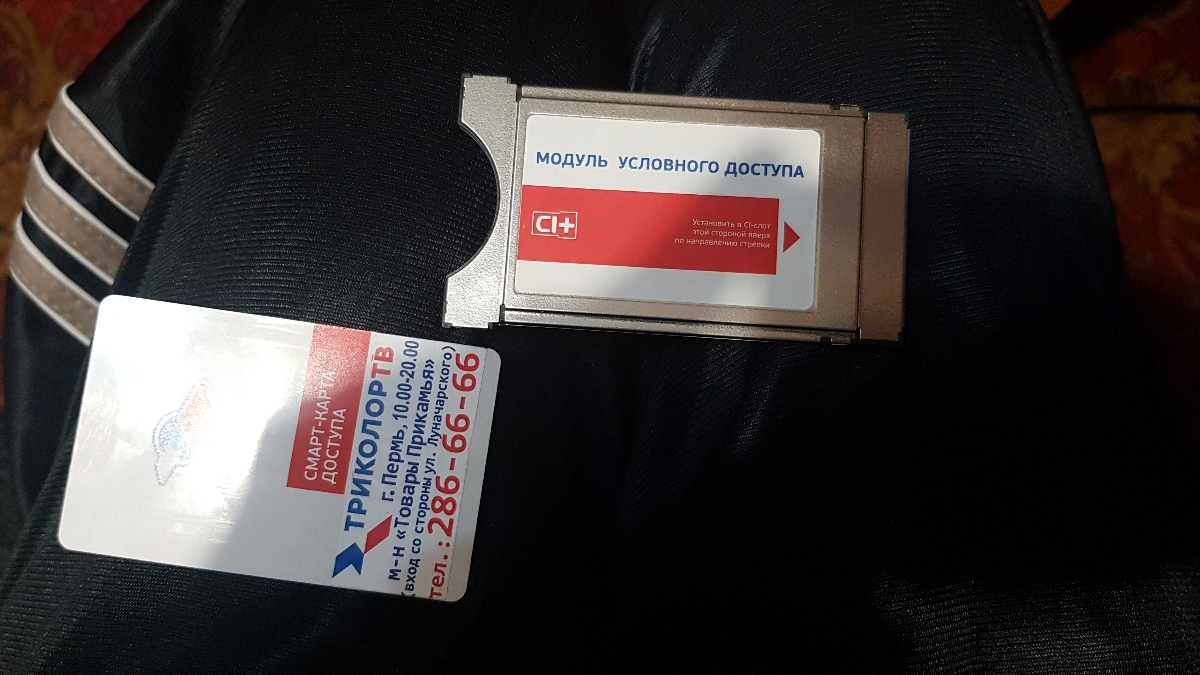 МОДУЛЬ УСЛОВНОГО ДОСТУПА
CI+
Установить в CI-слот
этой стороной вверх
по направлению стрелки
СМАРТ-КАРТА
ДОСТУПА
ТРИКОЛОРТВ
г. Пермь, 10.00-20.00
м-н «Товары Прикамья»
(вход со стороны ул. Луначарского)
тел.: 286-66-66